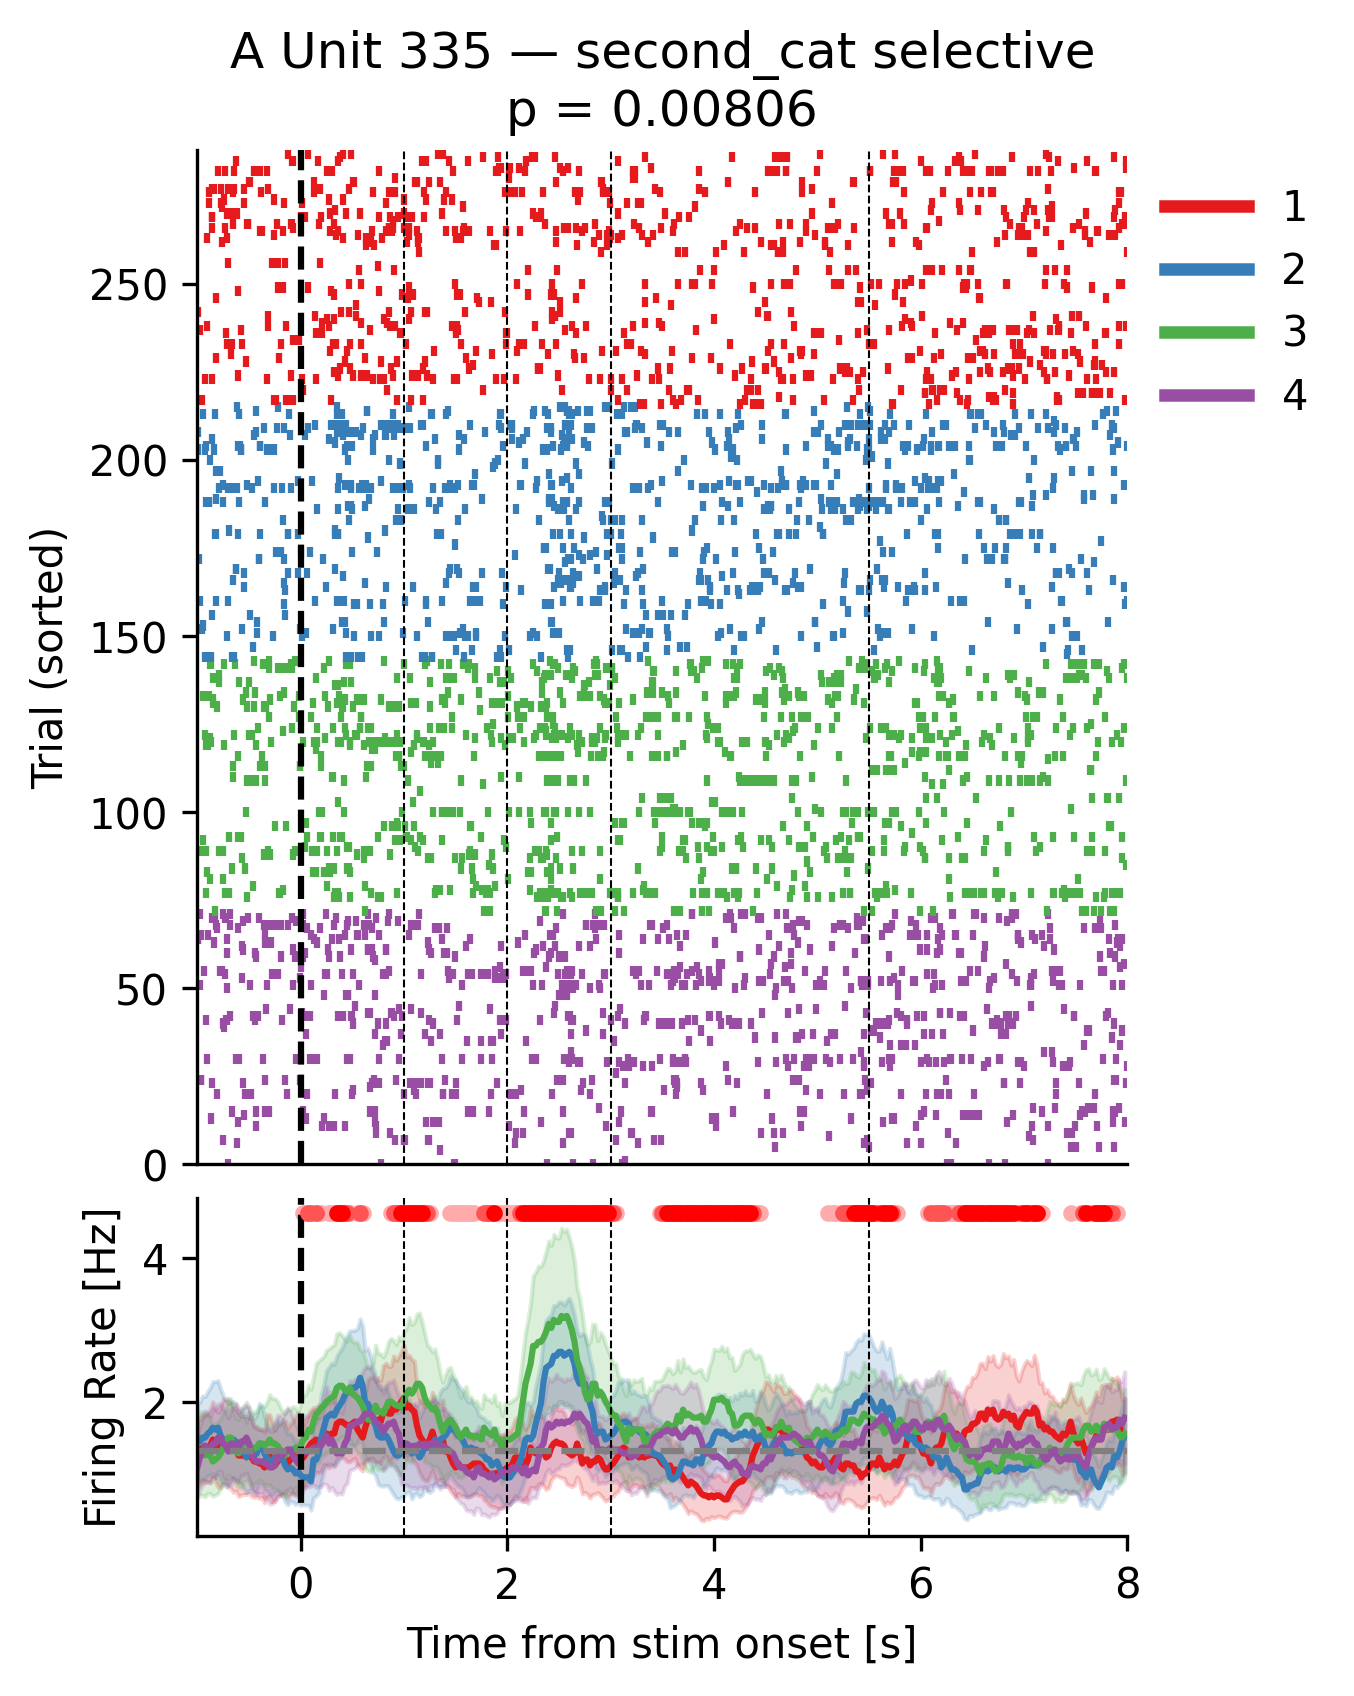 A Unit 335 — second_cat selective
p = 0.00806
1
2
3
4
250
200
150
100
50
0
Trial (sorted)
4
2
Firing Rate [Hz]
0 2 4 6 8
Time from stim onset [s]